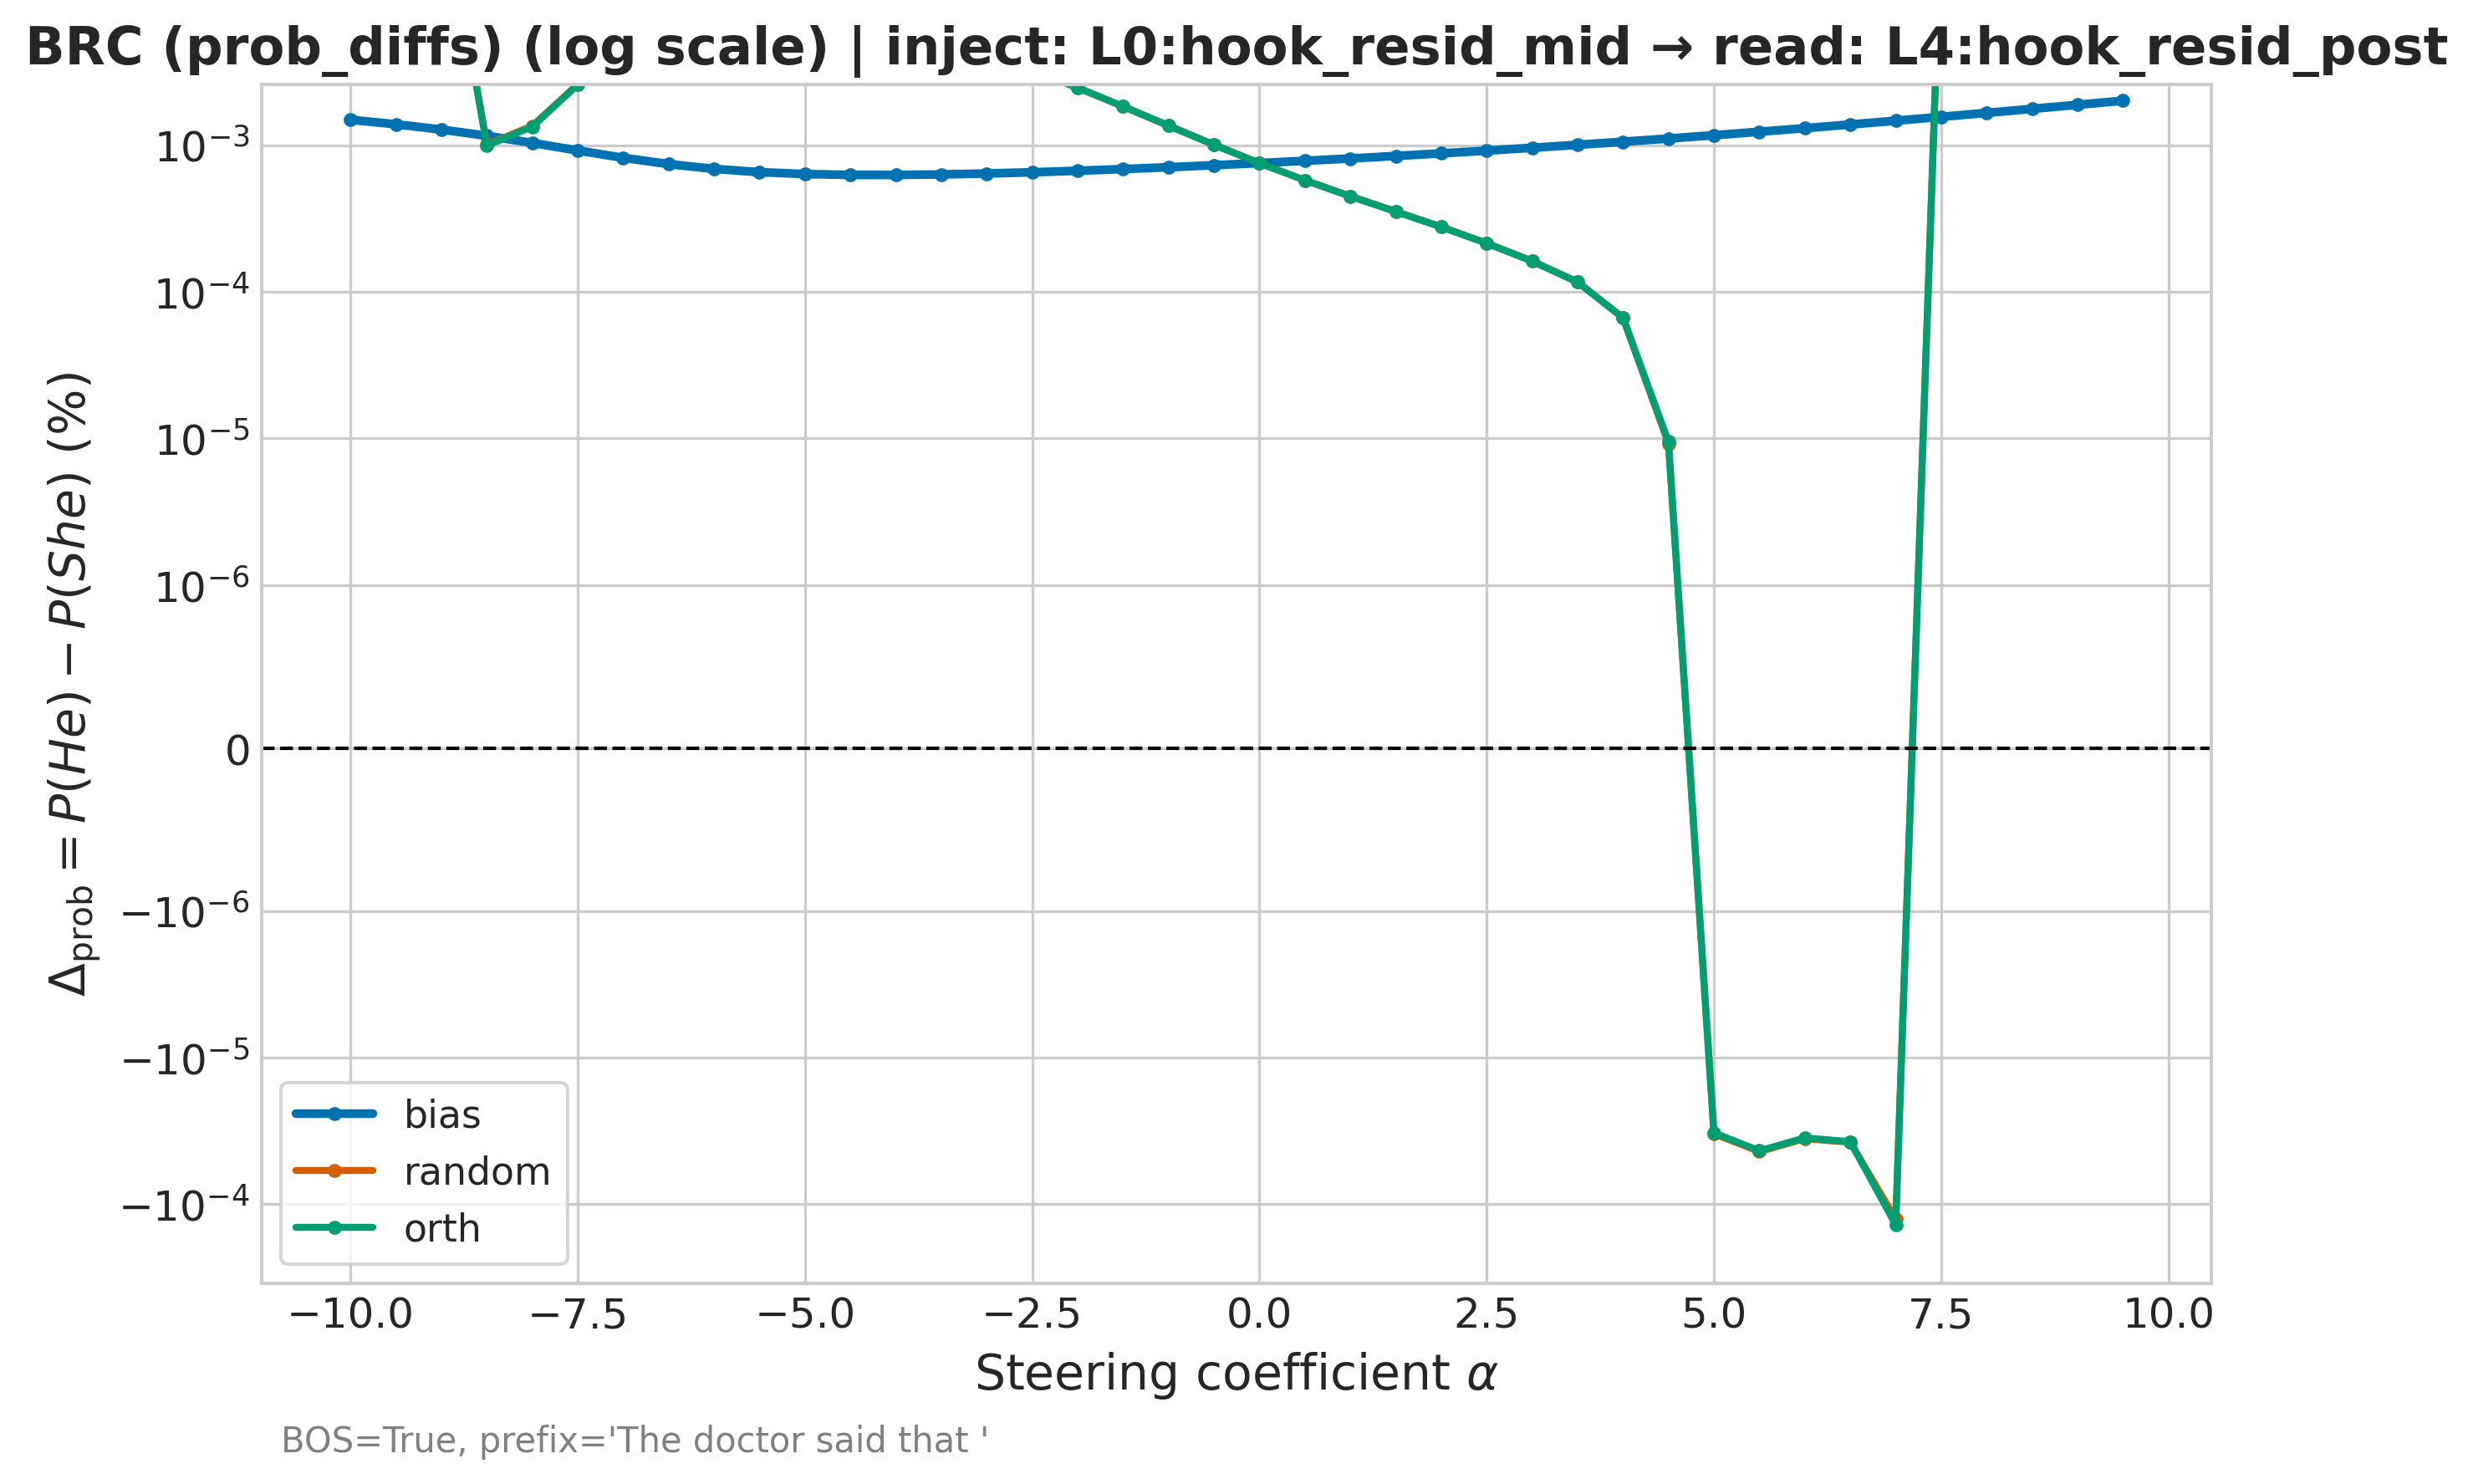 BRC (prob_diffs) (log scale) | inject: L0:hook_resid_mid → read: L4:hook_resid_post
Δprob = P(He) − P(She) (%)
10⁻³
10⁻⁴
10⁻⁵
10⁻⁶
0
−10⁻⁶
−10⁻⁵
−10⁻⁴
bias
random
orth
−10.0 −7.5 −5.0 −2.5 0.0 2.5 5.0 7.5 10.0
Steering coefficient α
BOS=True, prefix='The doctor said that '